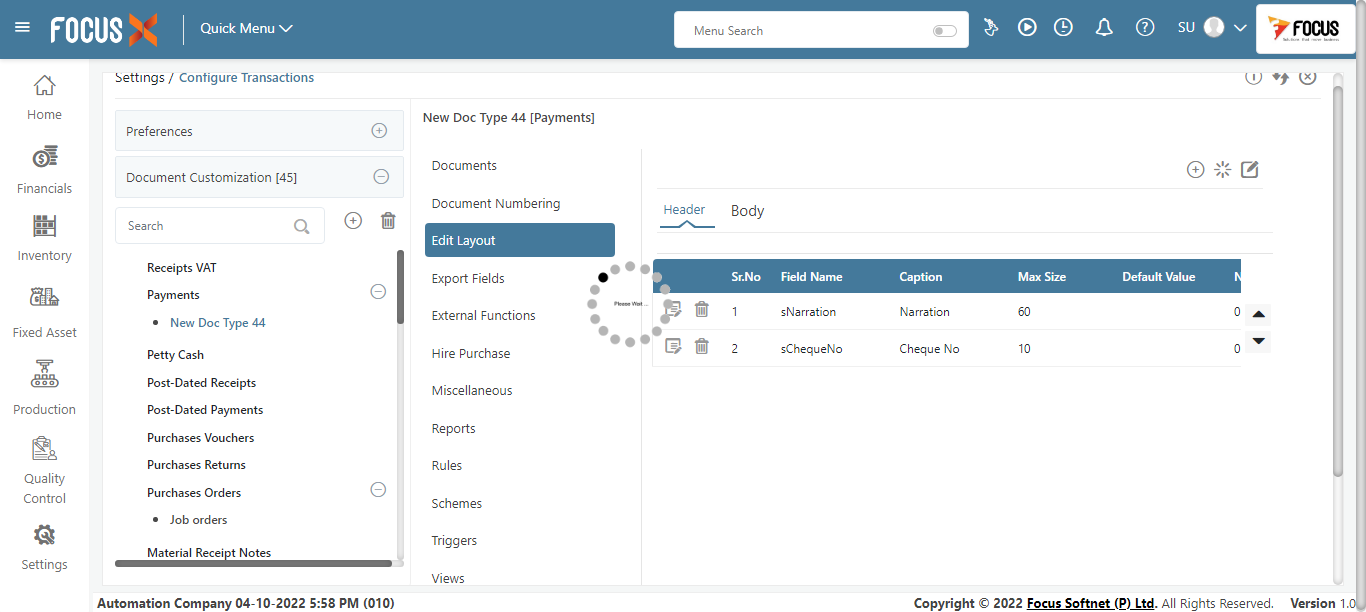 FOCUS X
Quick Menu
Menu Search
SU
FOCUS
Settings / Configure Transactions
Home
Financials
Inventory
Fixed Asset
Production
Quality
Control
Settings
Preferences
Document Customization [45]
Search
Receipts VAT
Payments
New Doc Type 44
Petty Cash
Post-Dated Receipts
Post-Dated Payments
Purchases Vouchers
Purchases Returns
Purchases Orders
Job orders
Material Receipt Notes
New Doc Type 44 [Payments]
Documents
Document Numbering
Edit Layout
Export Fields
External Functions
Hire Purchase
Miscellaneous
Reports
Rules
Schemes
Triggers
Views
Please Wait ...
Header Body
Sr.No Field Name Caption Max Size Default Value
1 sNarration Narration 60 0
2 sChequeNo Cheque No 10 0
Automation Company 04-10-2022 5:58 PM (010)
Copyright © 2022 Focus Softnet (P) Ltd. All Rights Reserved. Version 1.0